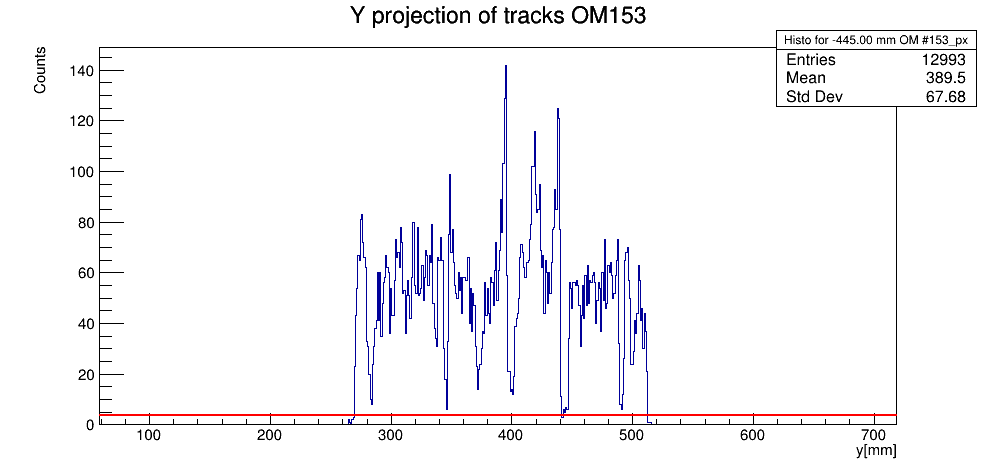 Y projection of tracks OM153
Histo for -445.00 mm OM #153_px
Entries 12993
Mean 389.5
Std Dev 67.68
Counts
140
120
100
80
60
40
20
0
100 200 300 400 500 600 700
y[mm]